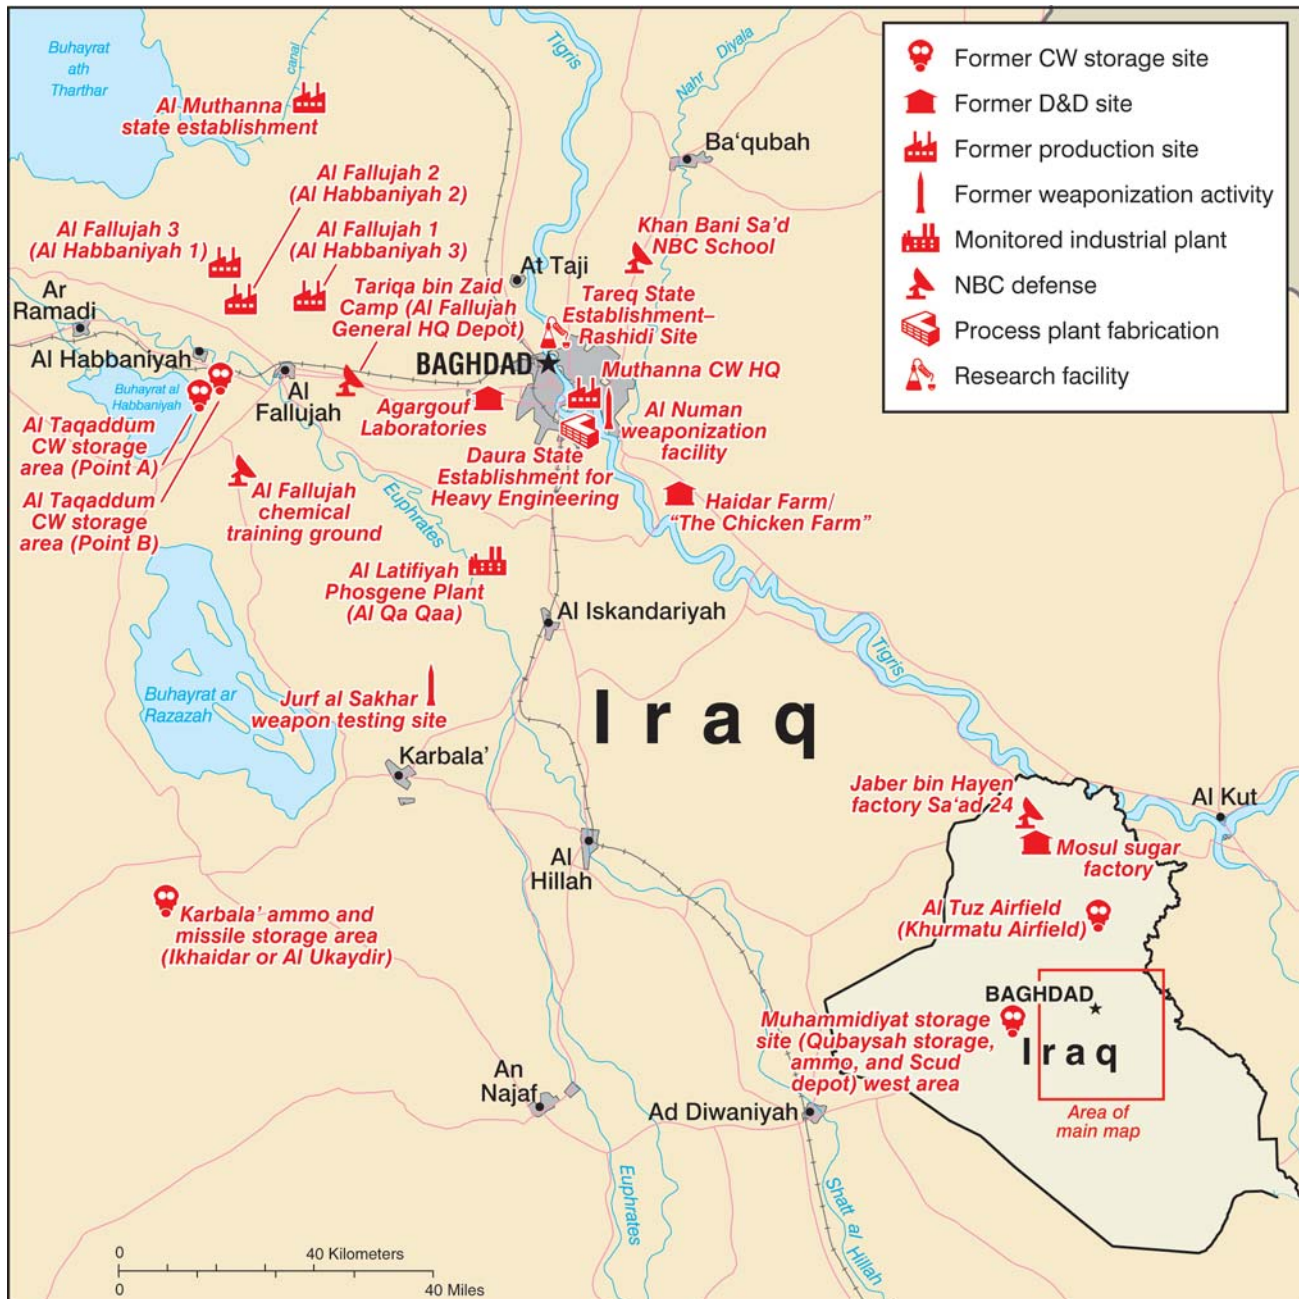 Buhayrat
ath
Tharthar
canal
Tigris
Nahr Diyala
Al Muthanna
state establishment
Ba‘qubah
Al Fallujah 2
(Al Habbaniyah 2)
Al Fallujah 3
(Al Habbaniyah 1)
Al Fallujah 1
(Al Habbaniyah 3)
Khan Bani Sa‘d
NBC School
At Taji
Tariqa bin Zaid
Camp (Al Fallujah
General HQ Depot)
Tareq State
Establishment–
Rashidi Site
Ar
Ramadi
Al Habbaniyah
BAGHDAD
Muthanna CW HQ
Buhayrat al
Habbaniyah
Al
Fallujah
Agargouf
Laboratories
Al Numan
weaponization
facility
Al Taqaddum
CW storage
area (Point A)
Daura State
Establishment for
Heavy Engineering
Al Taqaddum
CW storage
area (Point B)
Al Fallujah
chemical
training ground
Euphrates
Haidar Farm/
“The Chicken Farm”
Al Latifiyah
Phosgene Plant
(Al Qa Qaa)
Al Iskandariyah
Tigris
Buhayrat ar
Razazah
Jurf al Sakhar
weapon testing site
Iraq
Karbala’
Jaber bin Hayen
factory Sa‘ad 24
Al Kut
Mosul sugar
factory
Al
Hillah
Al Tuz Airfield
(Khurmatu Airfield)
Karbala’ ammo and
missile storage area
(Ikhaidar or Al Ukaydir)
BAGHDAD
Muhammidiyat storage
site (Qubaysah storage,
ammo, and Scud
depot) west area
Iraq
Area of
main map
An
Najaf
Ad Diwaniyah
Euphrates
Shatt al Hillah
0 40 Kilometers
0 40 Miles
Former CW storage site
Former D&D site
Former production site
Former weaponization activity
Monitored industrial plant
NBC defense
Process plant fabrication
Research facility